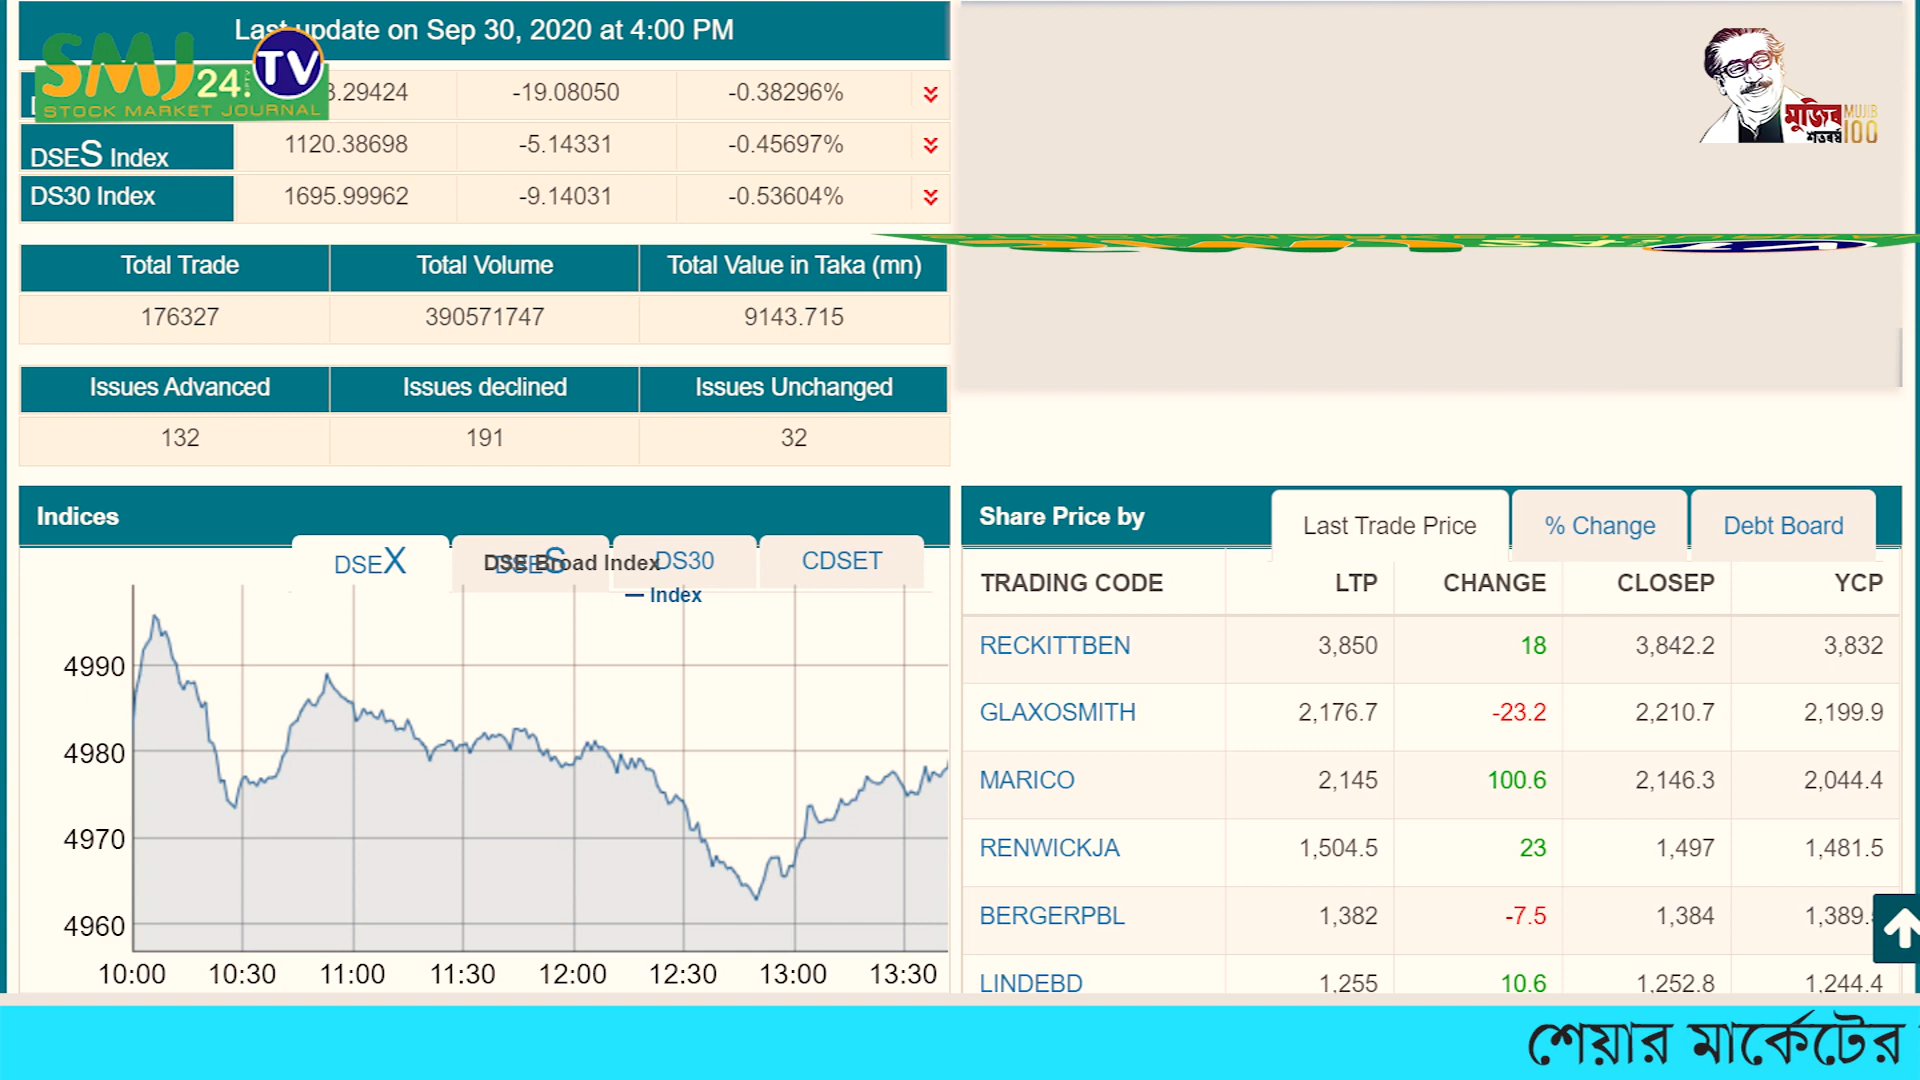 Last update on Sep 30, 2020 at 4:00 PM
SMJ 24. TV
STOCK MARKET JOURNAL
3.29424 -19.08050 -0.38296%
DSES Index 1120.38698 -5.14331 -0.45697%
DS30 Index 1695.99962 -9.14031 -0.53604%
মুজিব শতবর্ষ MUJIB 100
Total Trade Total Volume Total Value in Taka (mn)
176327 390571747 9143.715
Issues Advanced Issues declined Issues Unchanged
132 191 32
Indices
DSEX DSES DS30 CDSET
DSE Broad Index
Index
4990
4980
4970
4960
10:00 10:30 11:00 11:30 12:00 12:30 13:00 13:30
Share Price by Last Trade Price % Change Debt Board
TRADING CODE LTP CHANGE CLOSEP YCP
RECKITTBEN 3,850 18 3,842.2 3,832
GLAXOSMITH 2,176.7 -23.2 2,210.7 2,199.9
MARICO 2,145 100.6 2,146.3 2,044.4
RENWICKJA 1,504.5 23 1,497 1,481.5
BERGERPBL 1,382 -7.5 1,384 1,389.
LINDEBD 1,255 10.6 1,252.8 1,244.4
শেয়ার মার্কেটের